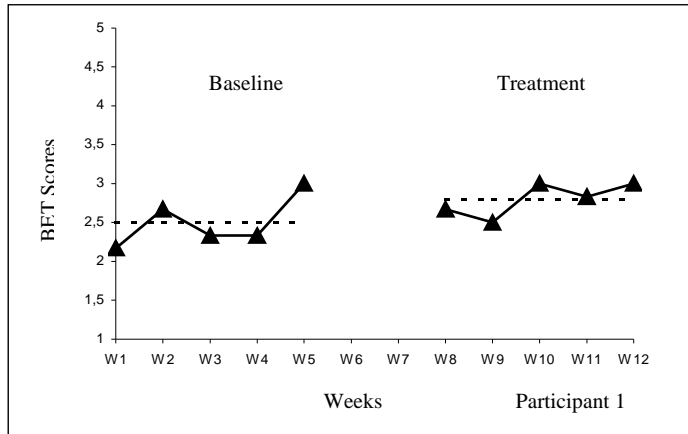 5
4,5
4
3,5
3
2,5
2
1,5
1
BET Scores
Baseline
Treatment
W1 W2 W3 W4 W5 W6 W7 W8 W9 W10 W11 W12
Weeks
Participant 1